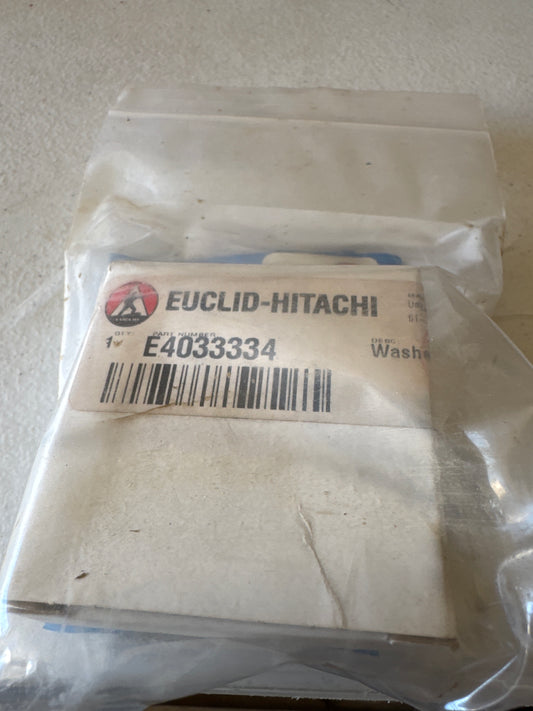 EUCLID-HITACHI
QTY. PART NUMBER DESC
1 E4033334 Washe